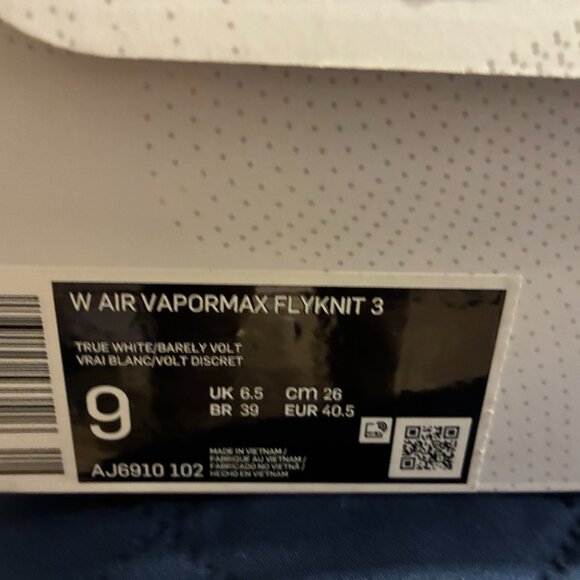 W AIR VAPORMAX FLYKNIT 3
TRUE WHITE/BARELY VOLT
VRAI BLANC/VOLT DISCRET
9
UK 6.5 cm 26
BR 39 EUR 40.5
AJ6910 102
MADE IN VIETNAM /
FABRIQUE AU VIETNAM /
FABRICADO NO VIETNÃ /
HECHO EN VIETNAM